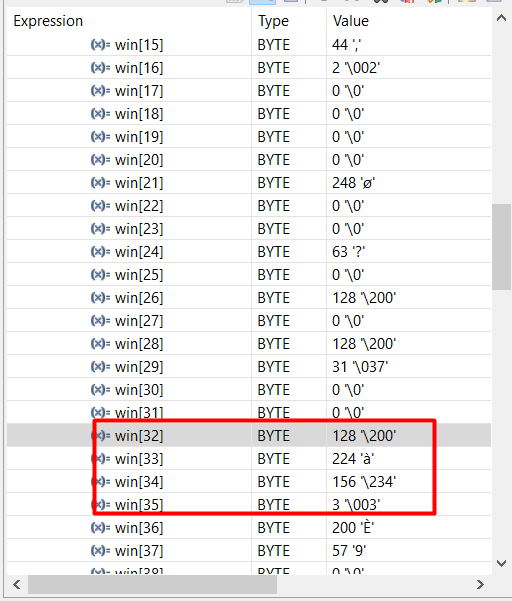 Expression Type Value
(x)= win[15] BYTE 44 ','
(x)= win[16] BYTE 2 '\002'
(x)= win[17] BYTE 0 '\0'
(x)= win[18] BYTE 0 '\0'
(x)= win[19] BYTE 0 '\0'
(x)= win[20] BYTE 0 '\0'
(x)= win[21] BYTE 248 'ø'
(x)= win[22] BYTE 0 '\0'
(x)= win[23] BYTE 0 '\0'
(x)= win[24] BYTE 63 '?'
(x)= win[25] BYTE 0 '\0'
(x)= win[26] BYTE 128 '\200'
(x)= win[27] BYTE 0 '\0'
(x)= win[28] BYTE 128 '\200'
(x)= win[29] BYTE 31 '\037'
(x)= win[30] BYTE 0 '\0'
(x)= win[31] BYTE 0 '\0'
(x)= win[32] BYTE 128 '\200'
(x)= win[33] BYTE 224 'à'
(x)= win[34] BYTE 156 '\234'
(x)= win[35] BYTE 3 '\003'
(x)= win[36] BYTE 200 'È'
(x)= win[37] BYTE 57 '9'
(x)= win[38] BYTE 0 '\0'